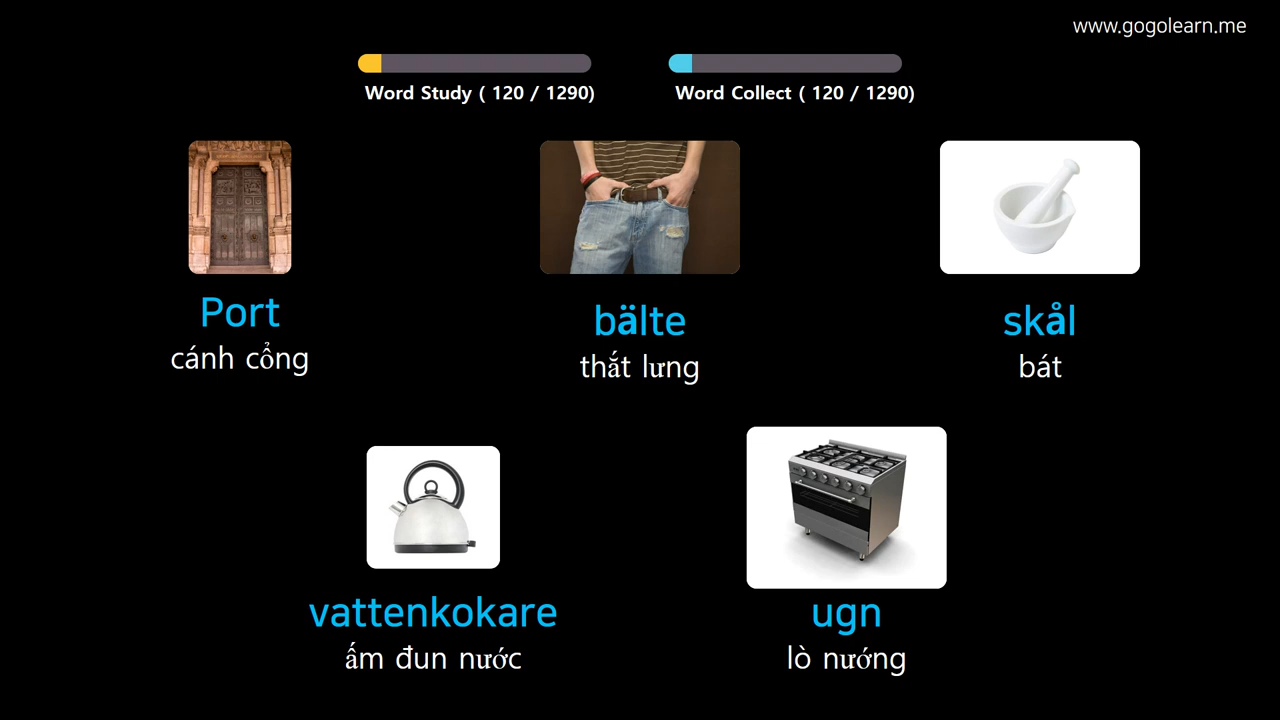 www.gogolearn.me
Word Study ( 120 / 1290)
Word Collect ( 120 / 1290)
Port
cánh cổng
bälte
thắt lưng
skål
bát
vattenkokare
ấm đun nước
ugn
lò nướng